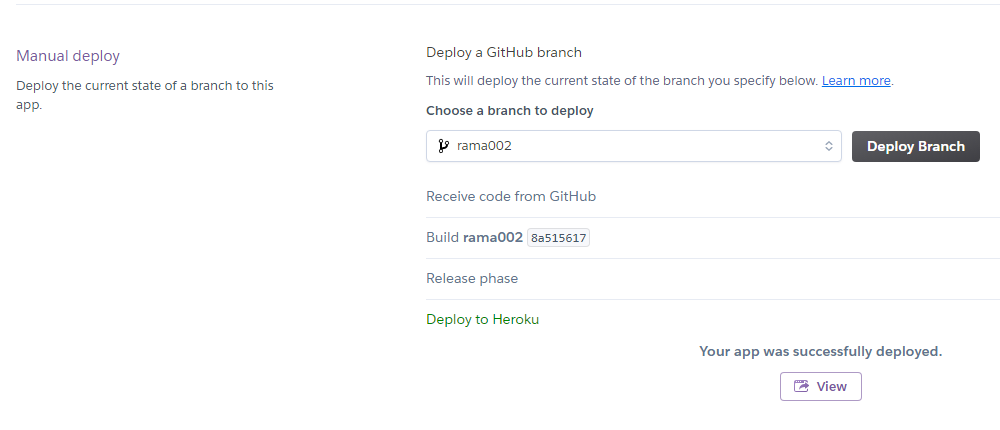 Manual deploy
Deploy the current state of a branch to this
app.
Deploy a GitHub branch
This will deploy the current state of the branch you specify below. Learn more.
Choose a branch to deploy
rama002
Deploy Branch
Receive code from GitHub
Build rama002 8a515617
Release phase
Deploy to Heroku
Your app was successfully deployed.
View